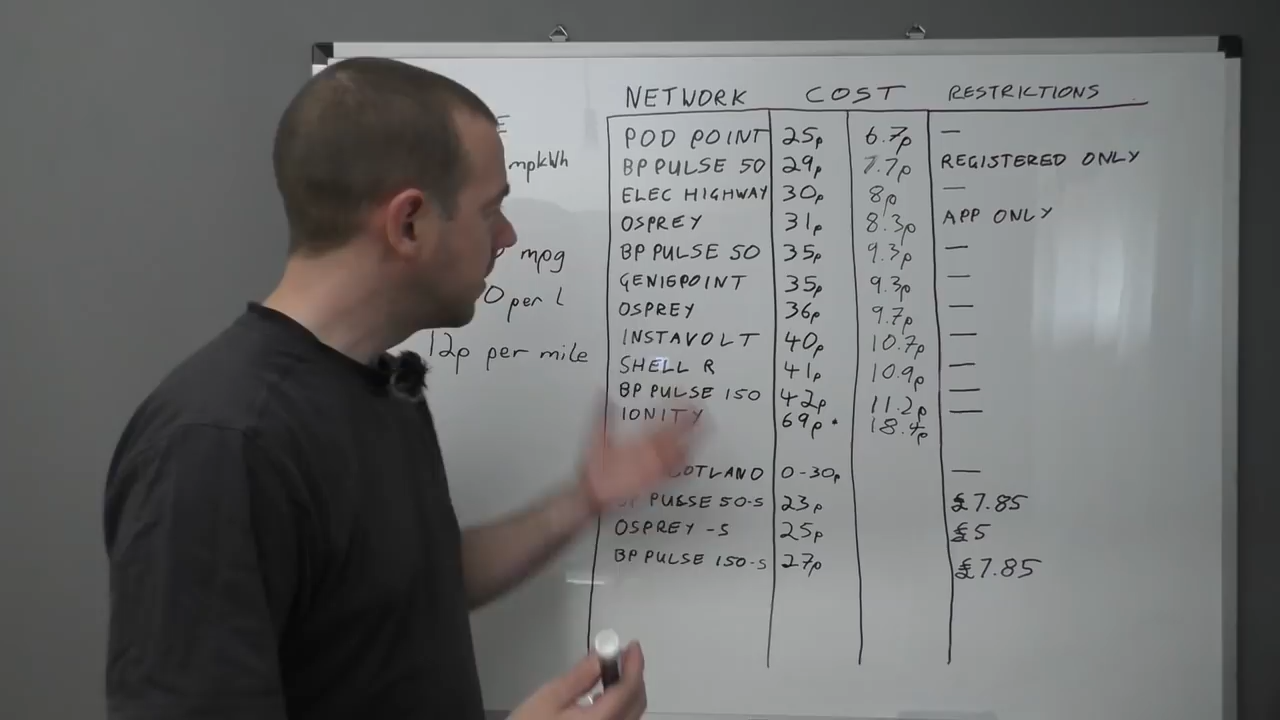 NETWORK COST RESTRICTIONS
POD POINT 25p 6.7p —
BP PULSE 50 29p 7.7p REGISTERED ONLY
ELEC HIGHWAY 30p 8p —
OSPREY 31p 8.3p APP ONLY
BP PULSE 50 35p 9.3p —
GENIEPOINT 35p 9.3p —
OSPREY 36p 9.7p —
INSTAVOLT 40p 10.7p —
SHELL R 41p 10.9p —
BP PULSE 150 42p 11.2p —
IONITY 69p 18.4p —
0-30p —
BP PULSE 50-S 23p £7.85
OSPREY -S 25p £5
BP PULSE 150-S 27p £7.85
mpkWh
mpg
per l
12p per mile